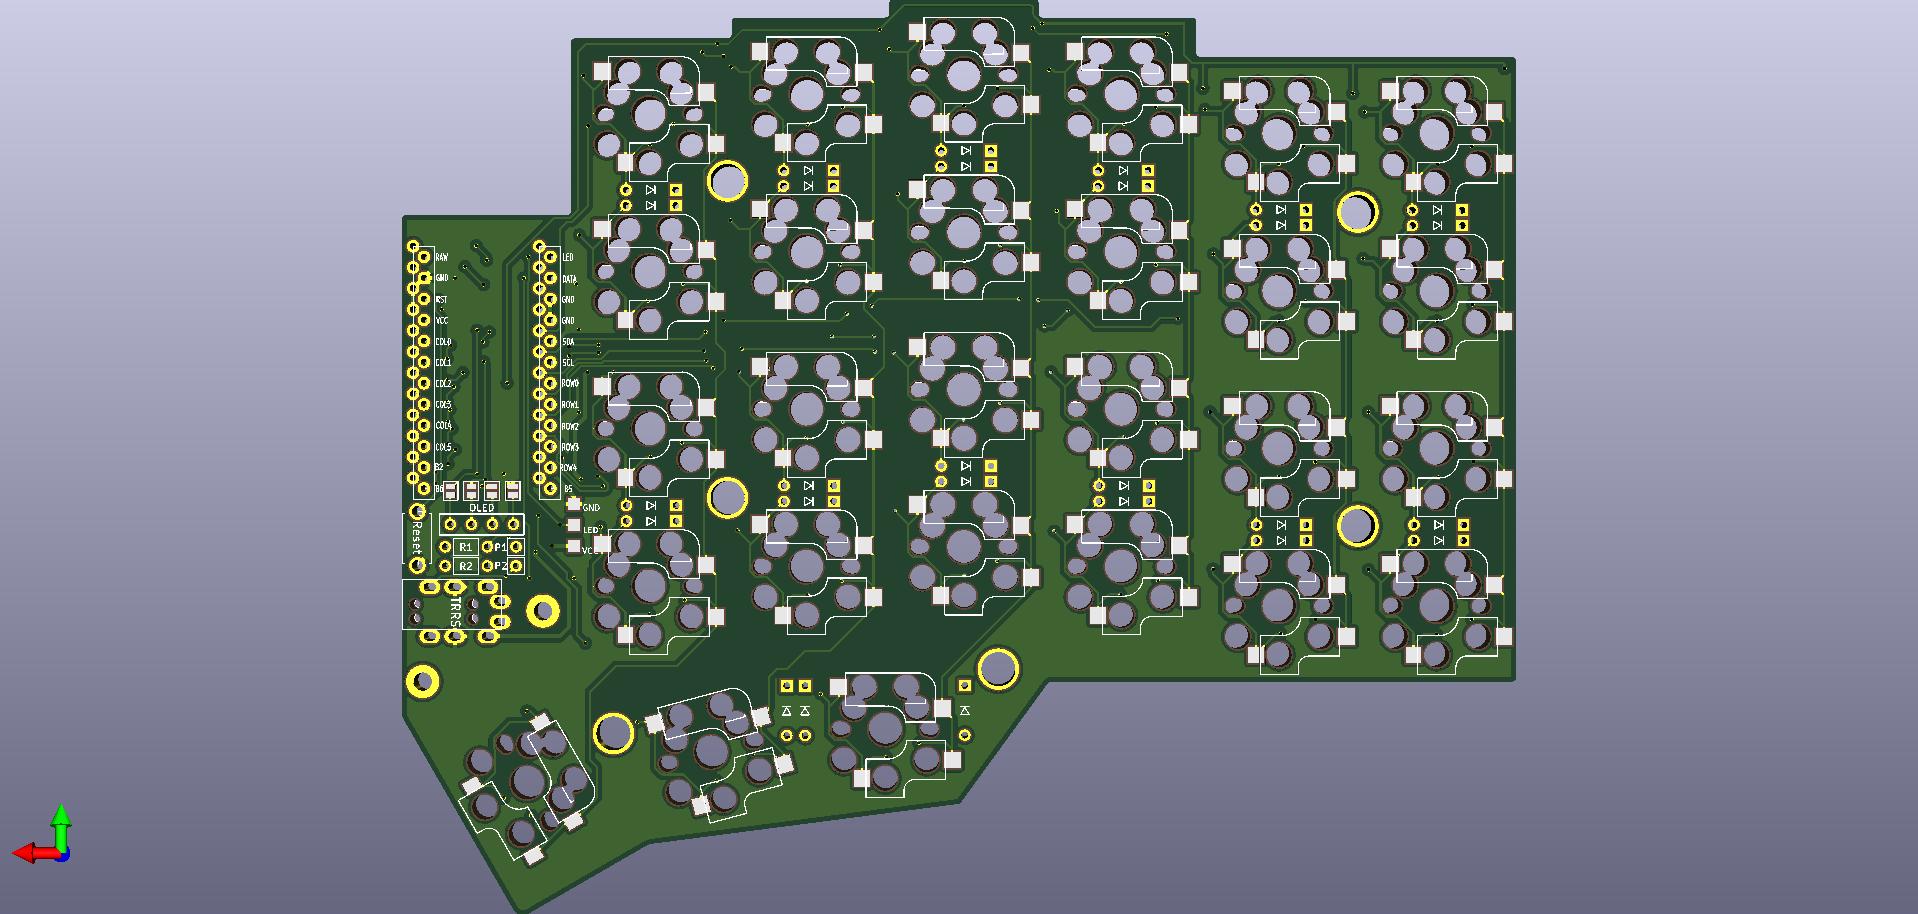 RAW
GND
RST
VCC
COL0
COL1
COL2
COL3
COL4
COL5
B2
B6
LED
DATA
GND
GND
SDA
SCL
ROW0
ROW1
ROW2
ROW3
ROW4
B5
OLED
GND
LED
VCC
Reset
R1
P1
R2
P2
TRRS